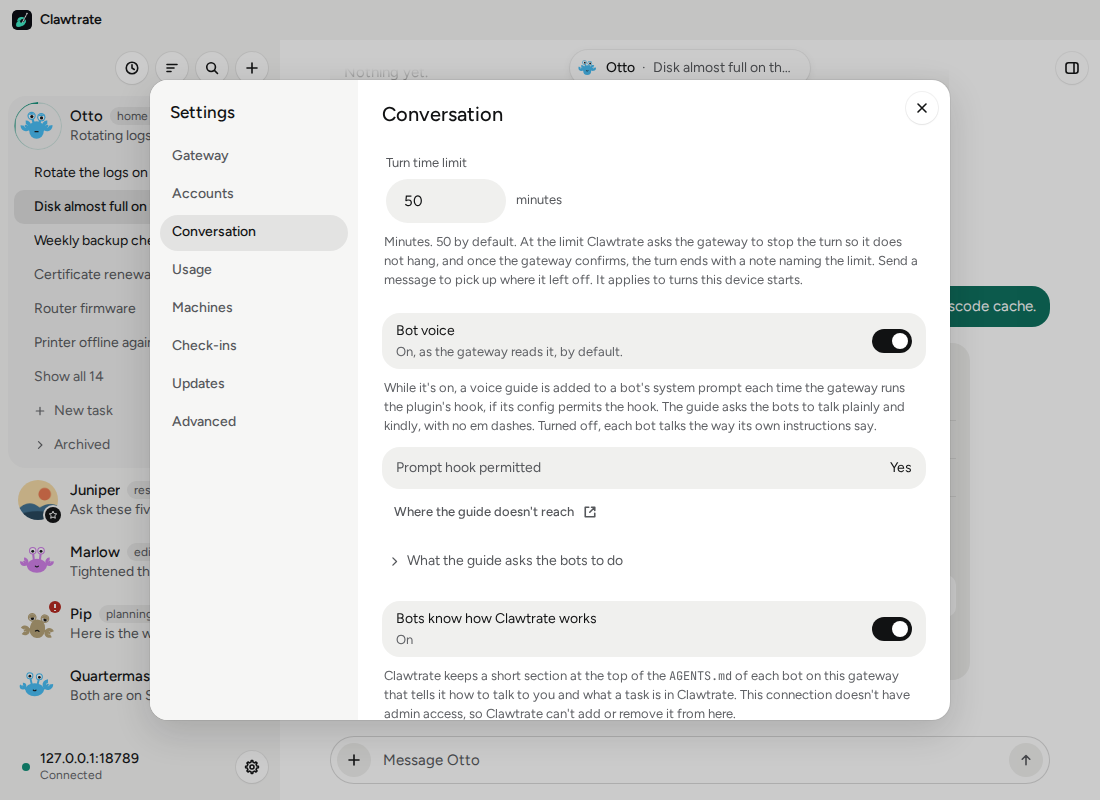 Clawtrate
Nothing yet.
Otto · Disk almost full on th...
Otto home
Rotating logs
Rotate the logs on
Disk almost full on
Weekly backup che
Certificate renewa
Router firmware
Printer offline again
Show all 14
New task
Archived
Juniper res
Ask these fiv
Marlow edi
Tightened th
Pip planning
Here is the w
Quartermas
Both are on S
127.0.0.1:18789
Connected
scode cache.
Message Otto
Settings
Gateway
Accounts
Conversation
Usage
Machines
Check-ins
Updates
Advanced
Conversation
Turn time limit
50 minutes
Minutes. 50 by default. At the limit Clawtrate asks the gateway to stop the turn so it does
not hang, and once the gateway confirms, the turn ends with a note naming the limit. Send a
message to pick up where it left off. It applies to turns this device starts.
Bot voice
On, as the gateway reads it, by default.
While it's on, a voice guide is added to a bot's system prompt each time the gateway runs
the plugin's hook, if its config permits the hook. The guide asks the bots to talk plainly and
kindly, with no em dashes. Turned off, each bot talks the way its own instructions say.
Prompt hook permitted Yes
Where the guide doesn't reach
What the guide asks the bots to do
Bots know how Clawtrate works
On
Clawtrate keeps a short section at the top of the AGENTS.md of each bot on this gateway
that tells it how to talk to you and what a task is in Clawtrate. This connection doesn't have
admin access, so Clawtrate can't add or remove it from here.